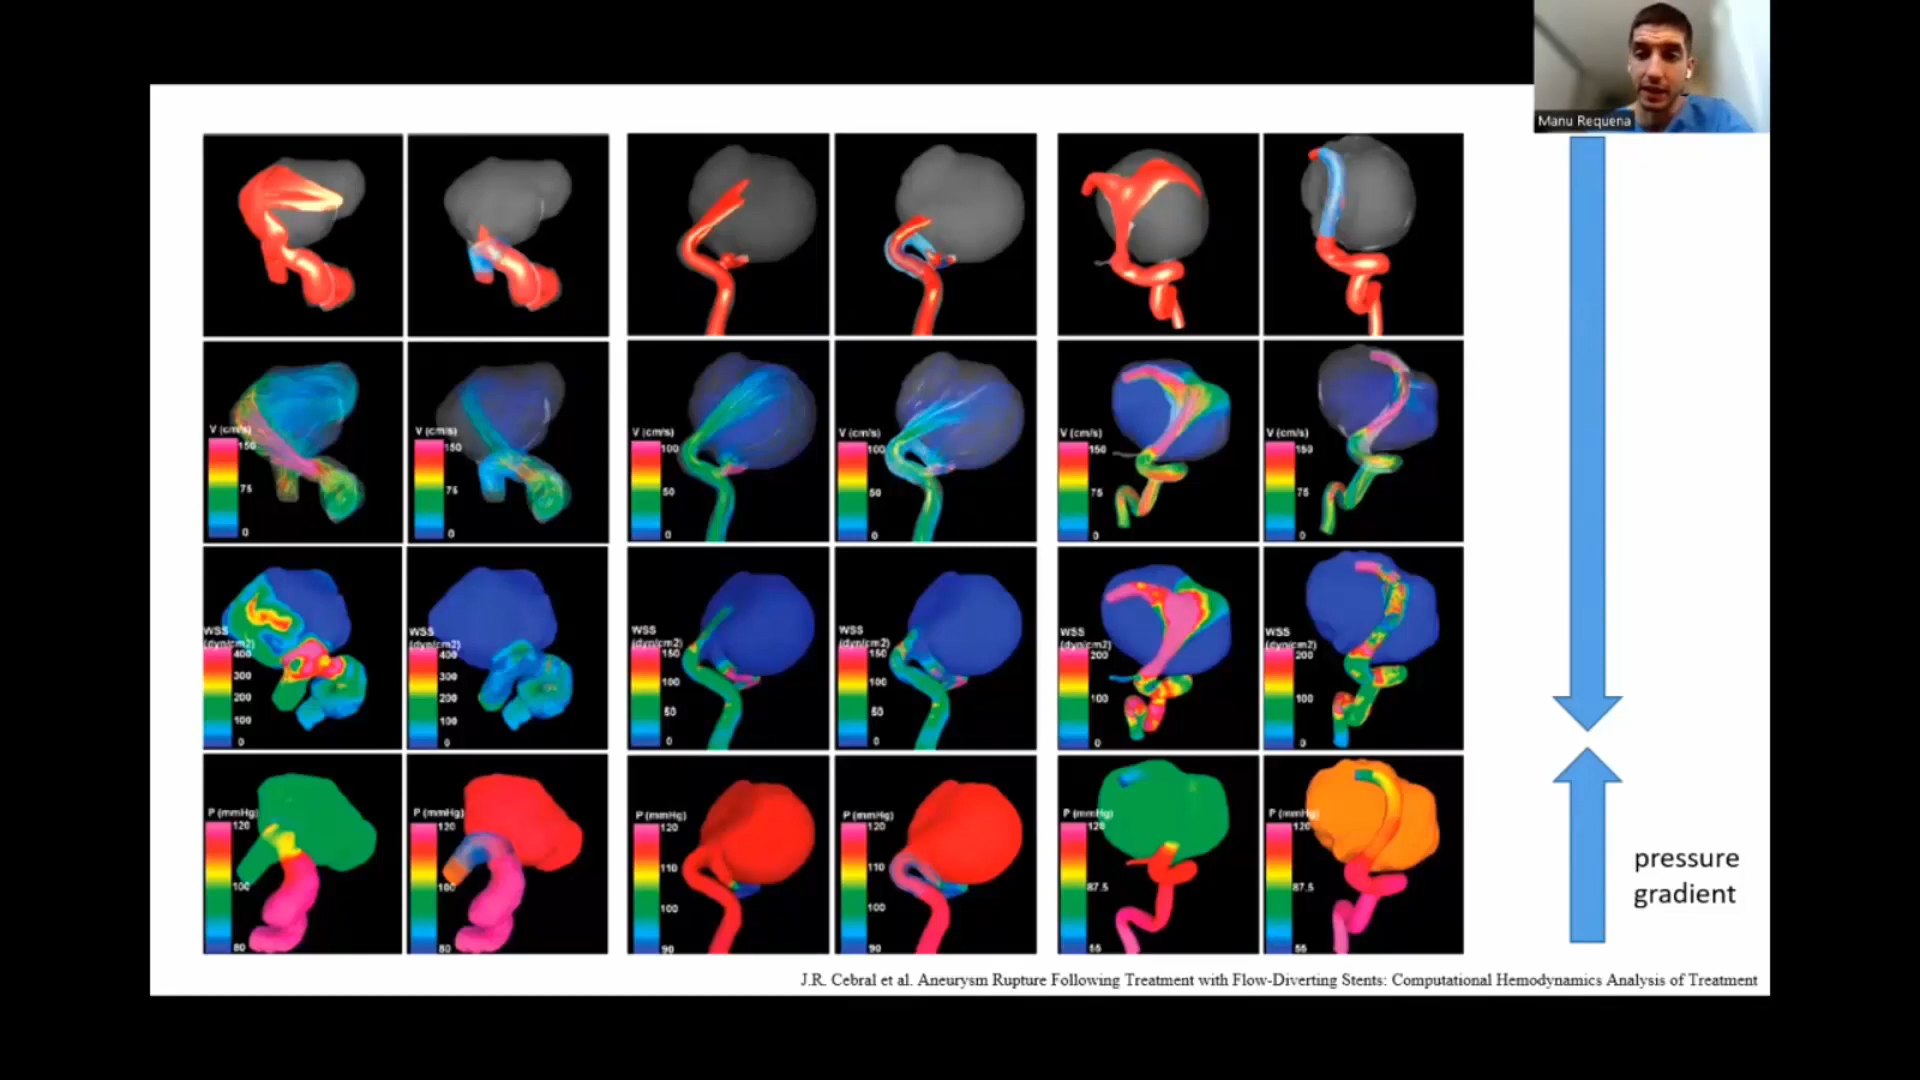 Manu Requena
V (cm/s)
150
75
0
V (cm/s)
150
75
0
V (cm/s)
100
50
0
V (cm/s)
100
50
0
V (cm/s)
150
75
0
V (cm/s)
150
75
0
WSS
(dyn/cm2)
400
300
200
100
0
WSS
(dyn/cm2)
400
300
200
100
0
WSS
(dyn/cm2)
150
100
50
0
WSS
(dyn/cm2)
150
100
50
0
WSS
(dyn/cm2)
200
100
0
WSS
(dyn/cm2)
200
100
0
P (mmHg)
120
100
80
P (mmHg)
120
100
80
P (mmHg)
120
110
100
90
P (mmHg)
120
110
100
90
P (mmHg)
120
87.5
55
P (mmHg)
120
87.5
55
pressure
gradient
J.R. Cebral et al. Aneurysm Rupture Following Treatment with Flow-Diverting Stents: Computational Hemodynamics Analysis of Treatment